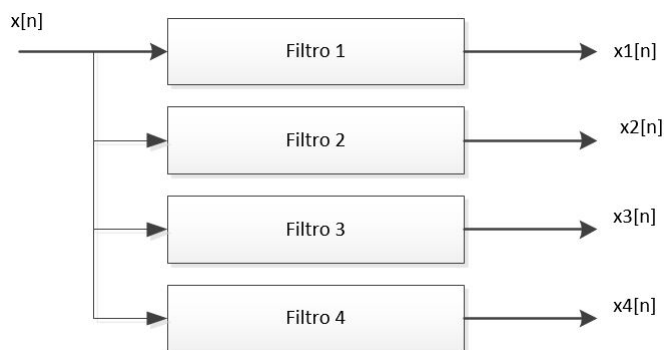 x[n]
Filtro 1
x1[n]
Filtro 2
x2[n]
Filtro 3
x3[n]
Filtro 4
x4[n]